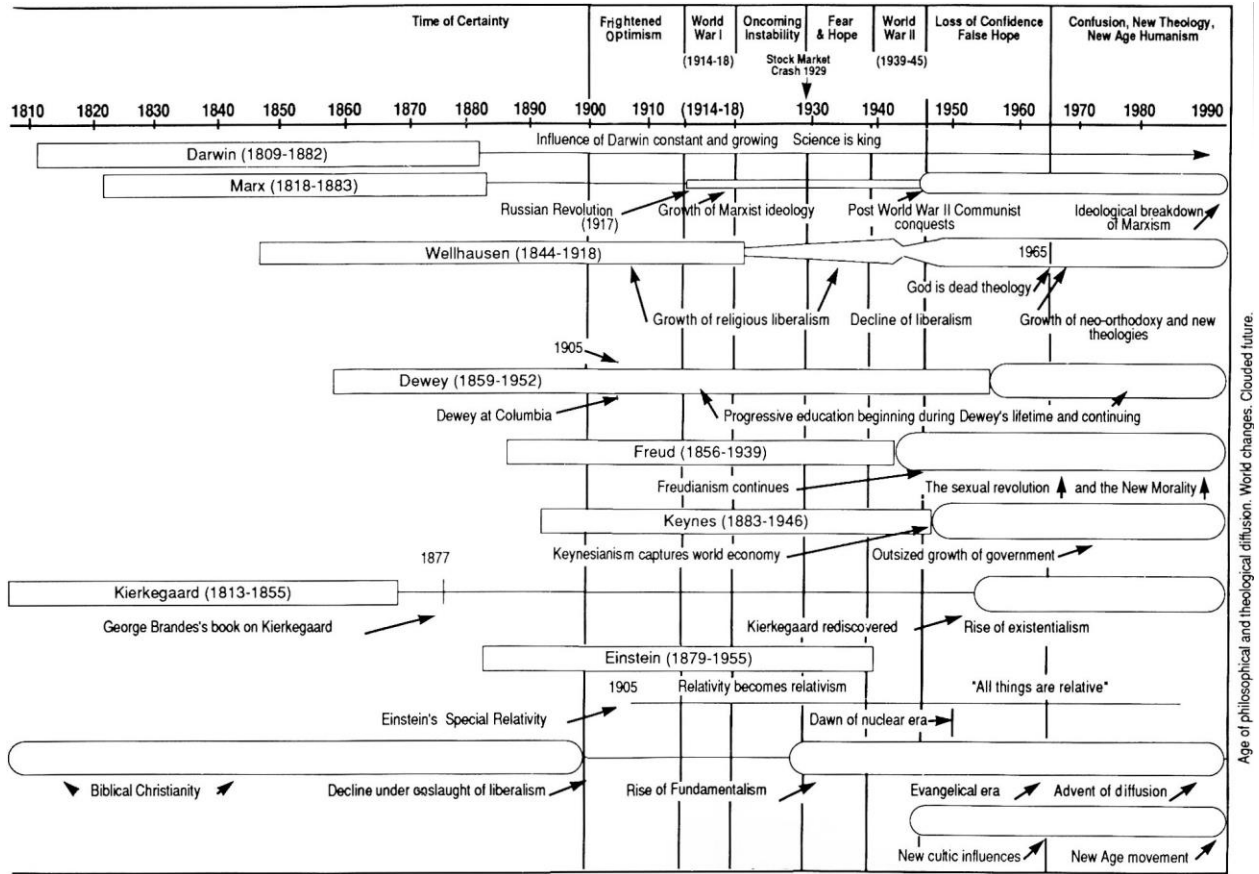 Time of Certainty
Frightened
Optimism
World
War I
(1914-18)
Oncoming
Instability
Fear
& Hope
Stock Market
Crash 1929
World
War II
(1939-45)
Loss of Confidence
False Hope
Confusion, New Theology,
New Age Humanism
1810 1820 1830 1840 1860 1870 1880 1890 1900 1910 (1914-18) 1930 1940 1950 1960 1970 1980 1990
Influence of Darwin constant and growing Science is king
Darwin (1809-1882)
Marx (1818-1883)
Russian Revolution
(1917)
Growth of Marxist ideology
Post World War II Communist
conquests
Ideological breakdown
of Marxism
Wellhausen (1844-1918)
1965
God is dead theology
Growth of religious liberalism
Decline of liberalism
Growth of neo-orthodoxy and new
theologies
1905
Dewey (1859-1952)
Dewey at Columbia
Progressive education beginning during Dewey's lifetime and continuing
Freud (1856-1939)
Freudianism continues
The sexual revolution and the New Morality
Keynes (1883-1946)
Keynesianism captures world economy
Outsized growth of government
1877
Kierkegaard (1813-1855)
George Brandes's book on Kierkegaard
Kierkegaard rediscovered
Rise of existentialism
Einstein (1879-1955)
1905
Relativity becomes relativism
"All things are relative"
Einstein's Special Relativity
Dawn of nuclear era
Biblical Christianity
Decline under onslaught of liberalism
Rise of Fundamentalism
Evangelical era
Advent of diffusion
New cultic influences
New Age movement
Age of philosophical and theological diffusion. World changes. Clouded future.